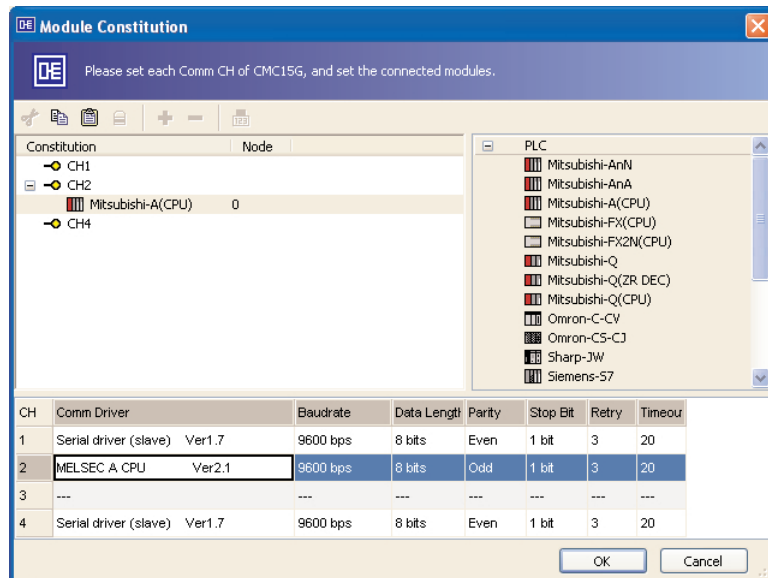 Module Constitution
Please set each Comm CH of CMC15G, and set the connected modules.
Constitution Node
CH1
CH2
Mitsubishi-A(CPU) 0
CH4
PLC
Mitsubishi-AnN
Mitsubishi-AnA
Mitsubishi-A(CPU)
Mitsubishi-FX(CPU)
Mitsubishi-FX2N(CPU)
Mitsubishi-Q
Mitsubishi-Q(ZR DEC)
Mitsubishi-Q(CPU)
Omron-C-CV
Omron-CS-CJ
Sharp-JW
Siemens-S7
CH Comm Driver Baudrate Data Length Parity Stop Bit Retry Timeour
1 Serial driver (slave) Ver1.7 9600 bps 8 bits Even 1 bit 3 20
2 MELSEC A CPU Ver2.1 9600 bps 8 bits Odd 1 bit 3 20
3 --- --- --- --- --- --- ---
4 Serial driver (slave) Ver1.7 9600 bps 8 bits Even 1 bit 3 20
OK Cancel